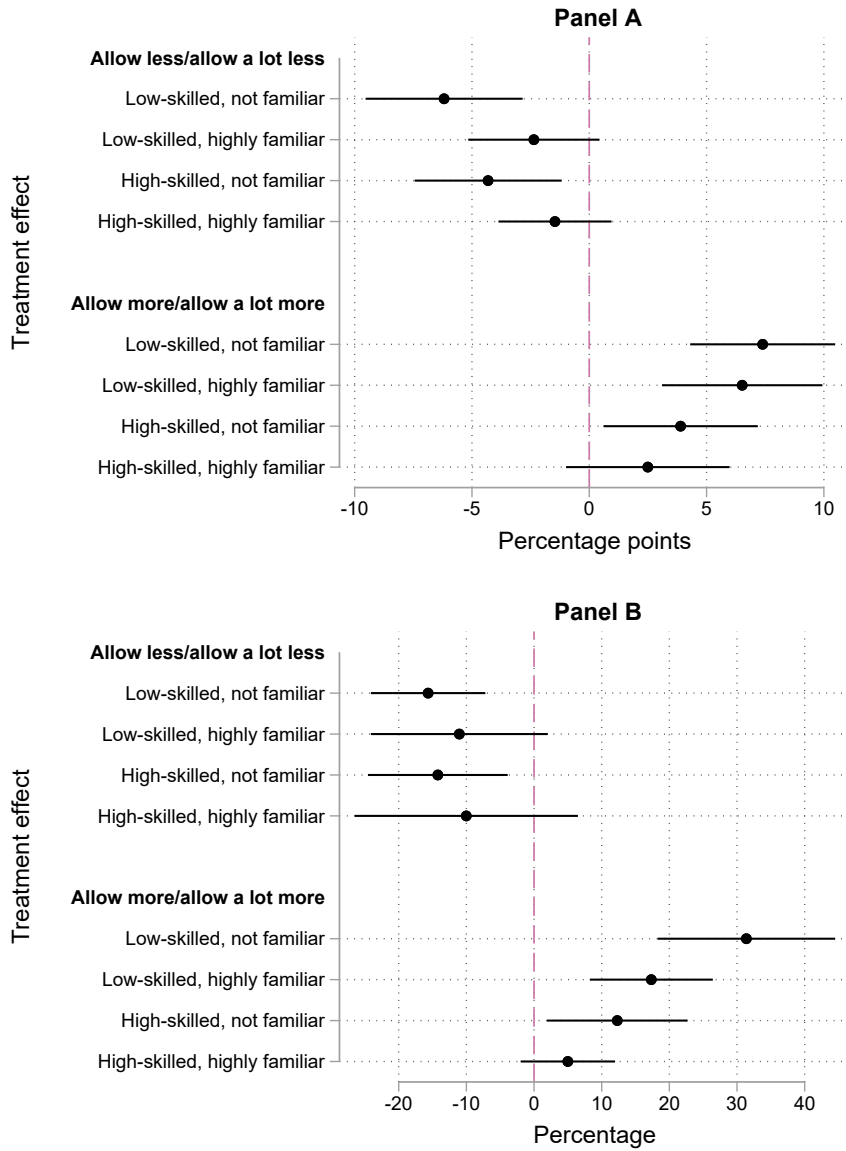 Panel A
Treatment effect
Allow less/allow a lot less
Low-skilled, not familiar
Low-skilled, highly familiar
High-skilled, not familiar
High-skilled, highly familiar
Allow more/allow a lot more
Low-skilled, not familiar
Low-skilled, highly familiar
High-skilled, not familiar
High-skilled, highly familiar
-10 -5 0 5 10
Percentage points
Panel B
Treatment effect
Allow less/allow a lot less
Low-skilled, not familiar
Low-skilled, highly familiar
High-skilled, not familiar
High-skilled, highly familiar
Allow more/allow a lot more
Low-skilled, not familiar
Low-skilled, highly familiar
High-skilled, not familiar
High-skilled, highly familiar
-20 -10 0 10 20 30 40
Percentage